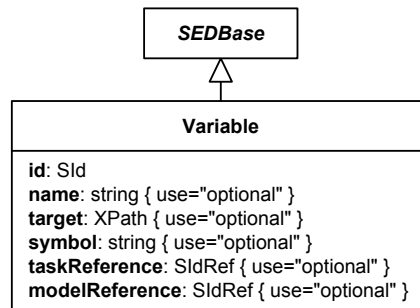 SEDBase
Variable
id: SId
name: string { use="optional" }
target: XPath { use="optional" }
symbol: string { use="optional" }
taskReference: SIdRef { use="optional" }
modelReference: SIdRef { use="optional" }